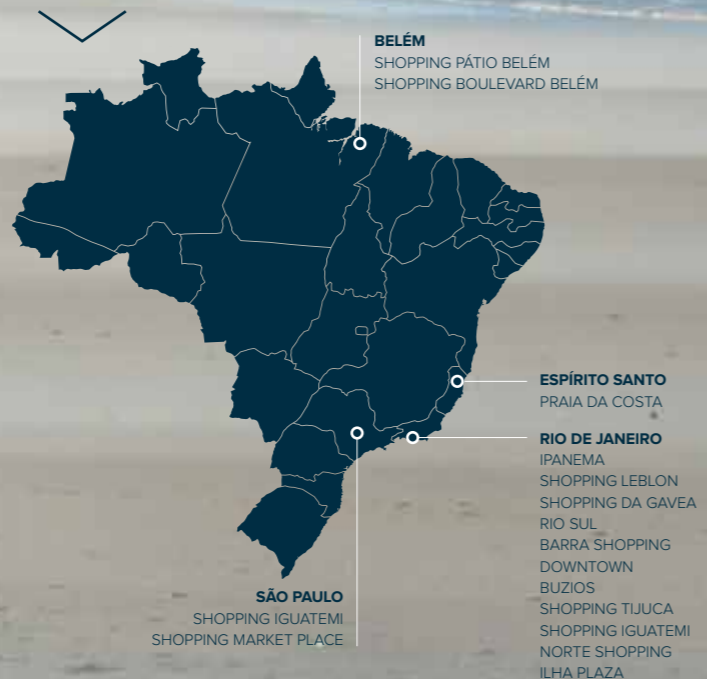 BELÉM
SHOPPING PÁTIO BELÉM
SHOPPING BOULEVARD BELÉM
ESPÍRITO SANTO
PRAIA DA COSTA
RIO DE JANEIRO
IPANEMA
SHOPPING LEBLON
SHOPPING DA GAVEA
RIO SUL
BARRA SHOPPING
DOWNTOWN
BUZIOS
SHOPPING TIJUCA
SHOPPING IGUATEMI
NORTE SHOPPING
ILHA PLAZA
SÃO PAULO
SHOPPING IGUATEMI
SHOPPING MARKET PLACE